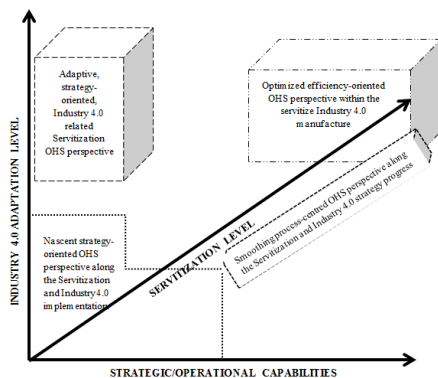 Adaptive,
strategy-
oriented,
Industry 4.0
related
Servitization
OHS perspective
Optimized efficiency-oriented
OHS perspective within the
servitize Industry 4.0
manufacture
INDUSTRY 4.0 ADAPTATION LEVEL
SERVITIZATION LEVEL
Smoothing process-centred OHS perspective along
the Servitization and Industry 4.0 strategy progress
Nascent strategy-
oriented OHS
perspective along
the Servitization
and Industry 4.0
implementation
STRATEGIC/OPERATIONAL CAPABILITIES